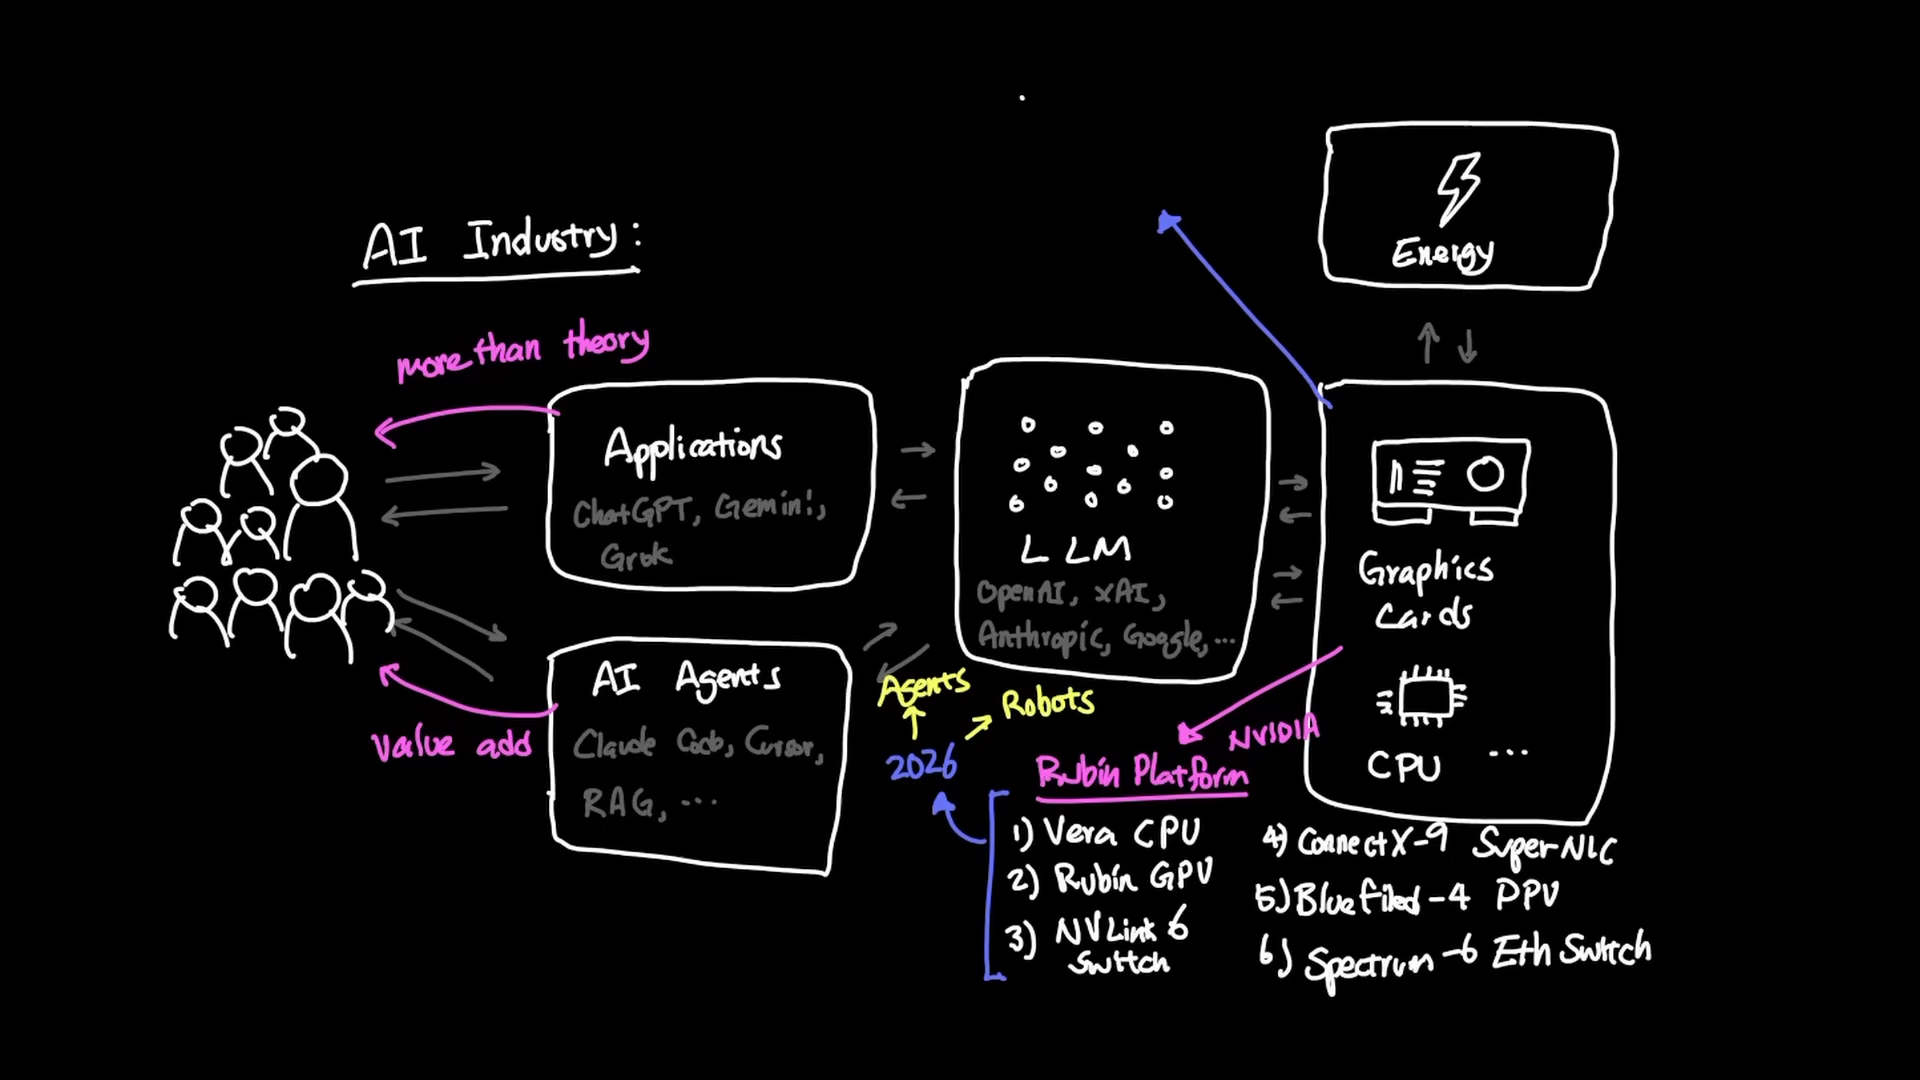 Energy
AI Industry:
more than theory
Applications
ChatGPT, Gemini,
Grok
LLM
OpenAI, xAI,
Anthropic, Google, ...
Graphics
Cards
CPU ...
AI Agents
Claude Code, Cursor,
RAG, ...
value add
Agents
Robots
2026
NVIDIA
Rubin Platform
1) Vera CPU
2) Rubin GPU
3) NVLink 6
Switch
4) ConnectX-9 SuperNIC
5) Bluefiled-4 DPU
6) Spectrum-6 Eth Switch